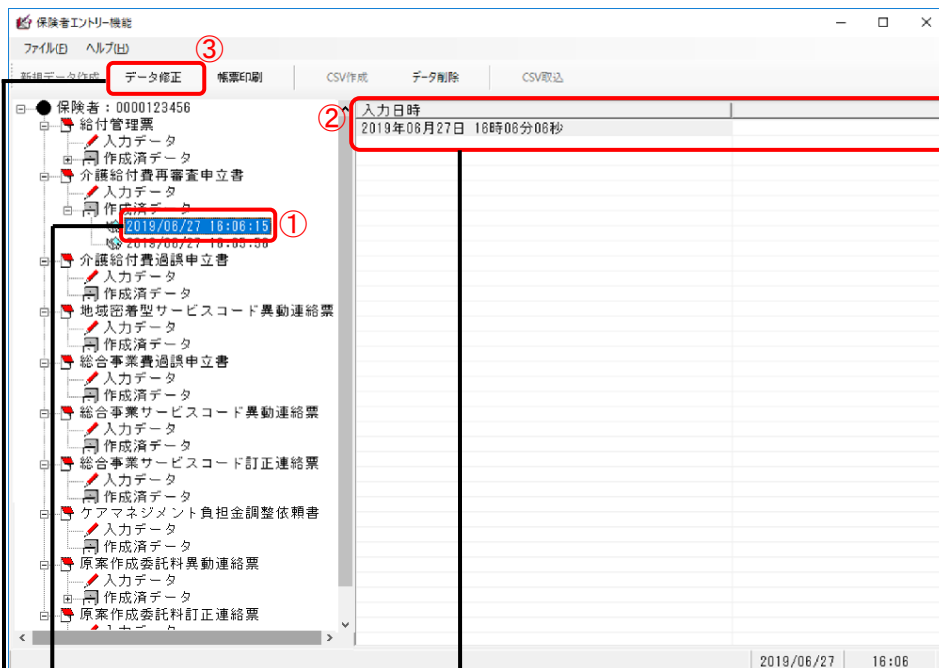 保険者エントリー機能
ファイル(F) ヘルプ(H)
③
新規データ作成 データ修正 帳票印刷 CSV作成 データ削除 CSV取込
保険者：0000123456
給付管理票
入力データ
作成済データ
介護給付費再審査申立書
入力データ
作成済データ
2019/06/27 16:06:15
①
介護給付費過誤申立書
入力データ
作成済データ
地域密着型サービスコード異動連絡票
入力データ
作成済データ
総合事業費過誤申立書
入力データ
作成済データ
総合事業サービスコード異動連絡票
入力データ
作成済データ
総合事業サービスコード訂正連絡票
入力データ
作成済データ
ケアマネジメント負担金調整依頼書
入力データ
作成済データ
原案作成委託料異動連絡票
入力データ
作成済データ
原案作成委託料訂正連絡票
②
入力日時
2019年06月27日 16時06分06秒
2019/06/27 16:06